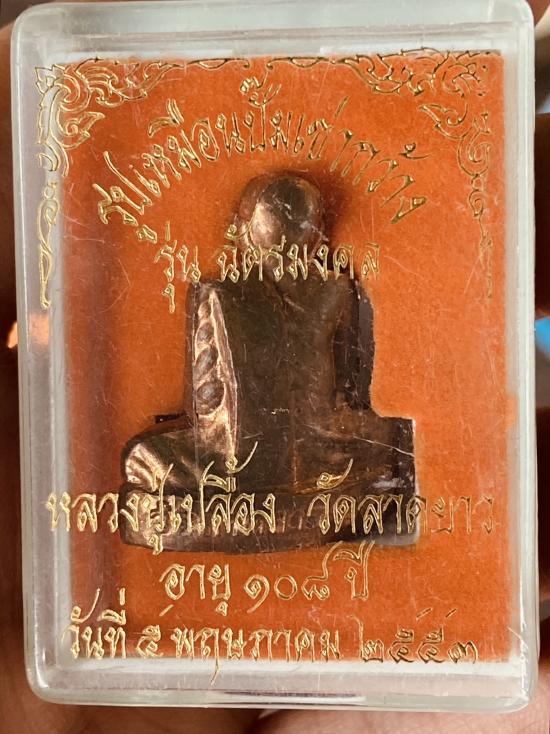 รูปเหมือนปั๊มเข่ากว้าง
รุ่น ฉัตรมงคล
หลวงปู่เปลื้อง วัดลาดยาว
อายุ ๑๐๘ ปี
วันที่ ๕ พฤษภาคม ๒๕๕๓